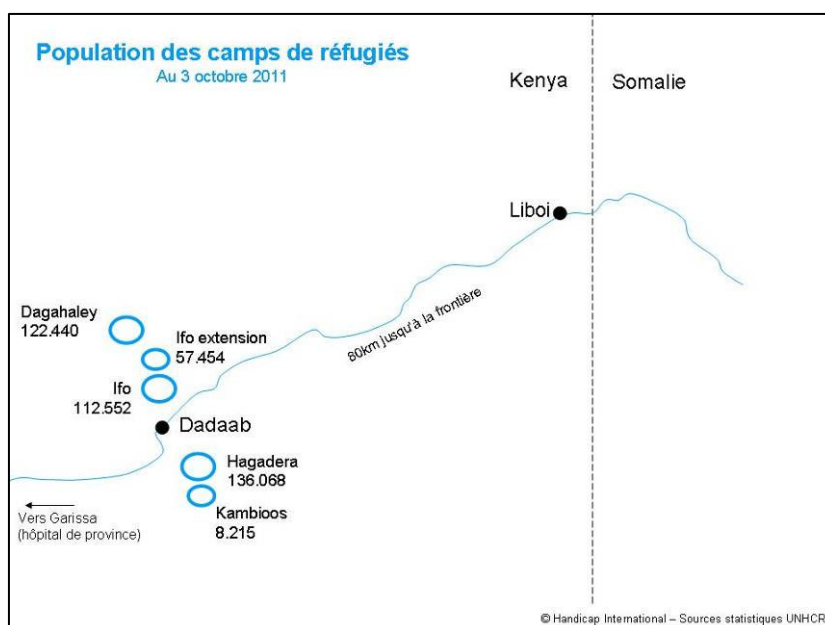 Population des camps de réfugiés
Au 3 octobre 2011
Kenya
Somalie
Liboi
80km jusqu'à la frontière
Dagahaley
122.440
Ifo extension
57.454
Ifo
112.552
Dadaab
Hagadera
136.068
Kambioos
8.215
Vers Garissa
(hôpital de province)
© Handicap International – Sources statistiques UNHCR